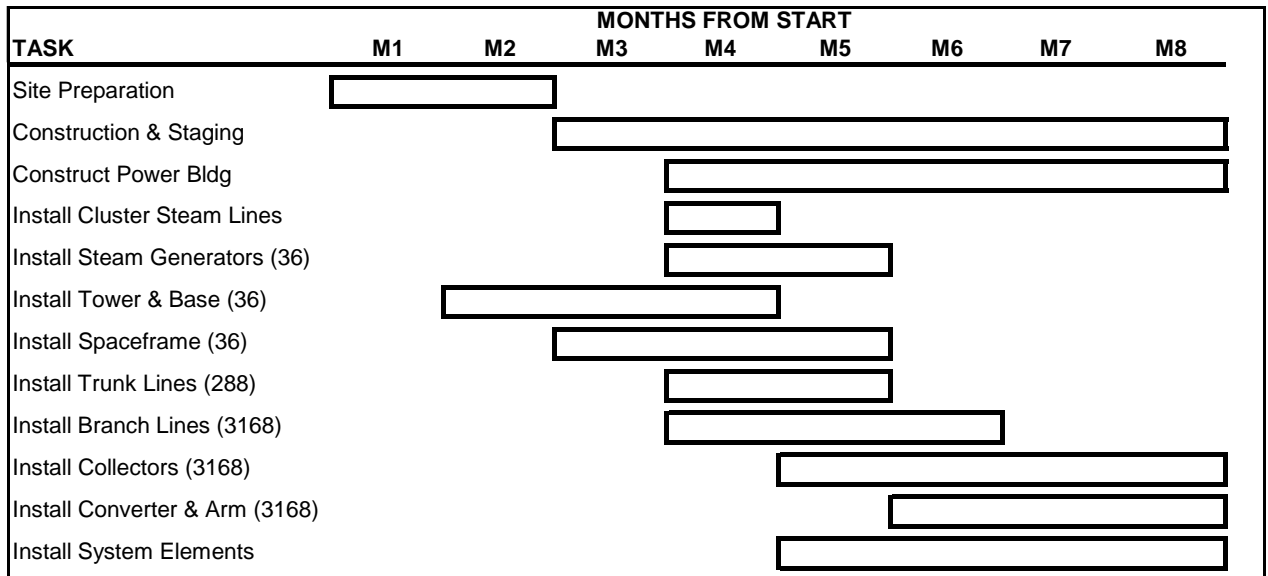 MONTHS FROM START
TASK M1 M2 M3 M4 M5 M6 M7 M8
Site Preparation
Construction & Staging
Construct Power Bldg
Install Cluster Steam Lines
Install Steam Generators (36)
Install Tower & Base (36)
Install Spaceframe (36)
Install Trunk Lines (288)
Install Branch Lines (3168)
Install Collectors (3168)
Install Converter & Arm (3168)
Install System Elements